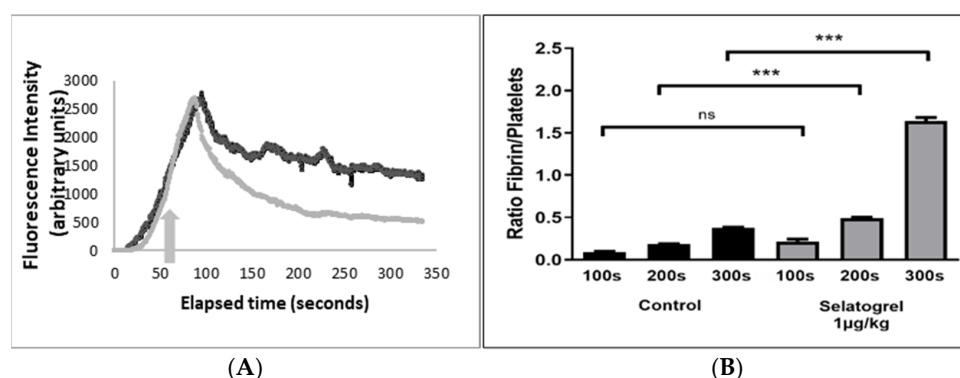 A
Fluorescence Intensity
(arbitrary units)
3000
2500
2000
1500
1000
500
0
0 50 100 150 200 250 300 350
Elapsed time (seconds)
(A)
B
Ratio Fibrin/Platelets
2.5
2.0
1.5
1.0
0.5
0.0
***
***
ns
100s 200s 300s 100s 200s 300s
Control Selatogrel
1µg/kg
(B)